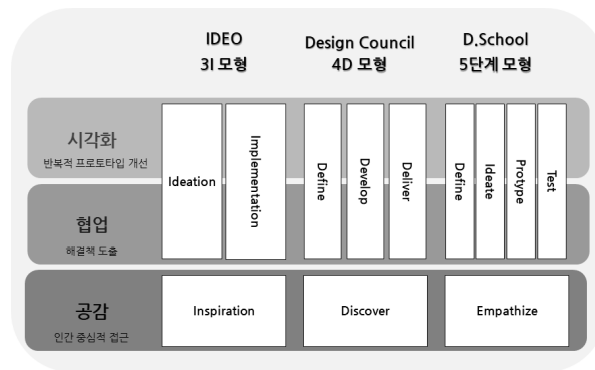 IDEO
3I 모형
Design Council
4D 모형
D.School
5단계 모형
시각화
반복적 프로토타입 개선
Ideation
Implementation
Define
Develop
Deliver
Define
Ideate
Protype
Test
협업
해결책 도출
공감
인간 중심적 접근
Inspiration
Discover
Empathize